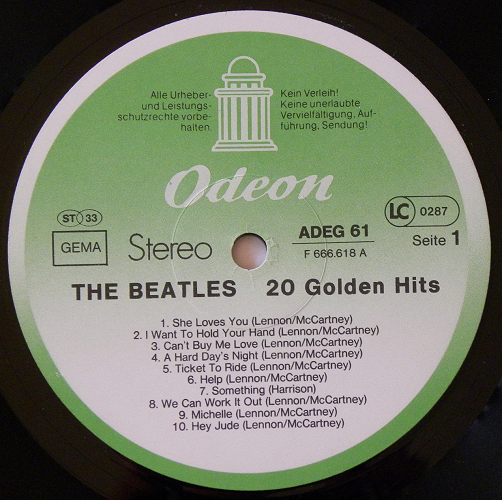 Alle Urheber-
und Leistungs-
schutzrechte vorbe-
halten.
Kein Verleih!
Keine unerlaubte
Vervielfältigung, Auf-
führung, Sendung!
Odeon
ST 33
GEMA
Stereo
ADEG 61
F 666.618 A
LC 0287
Seite 1
THE BEATLES 20 Golden Hits
1. She Loves You (Lennon/McCartney)
2. I Want To Hold Your Hand (Lennon/McCartney)
3. Can't Buy Me Love (Lennon/McCartney)
4. A Hard Day's Night (Lennon/McCartney)
5. Ticket To Ride (Lennon/McCartney)
6. Help (Lennon/McCartney)
7. Something (Harrison)
8. We Can Work It Out (Lennon/McCartney)
9. Michelle (Lennon/McCartney)
10. Hey Jude (Lennon/McCartney)